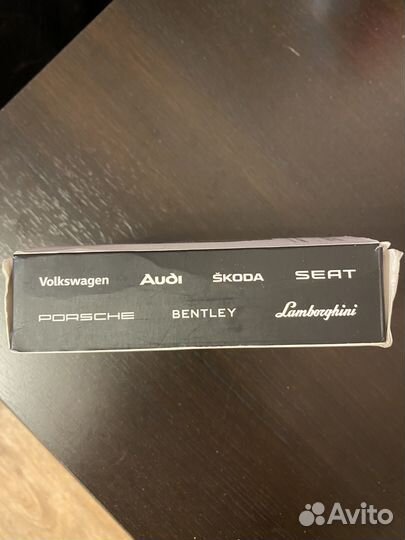 Volkswagen Audi ŠKODA SEAT
PORSCHE BENTLEY Lamborghini
Avito